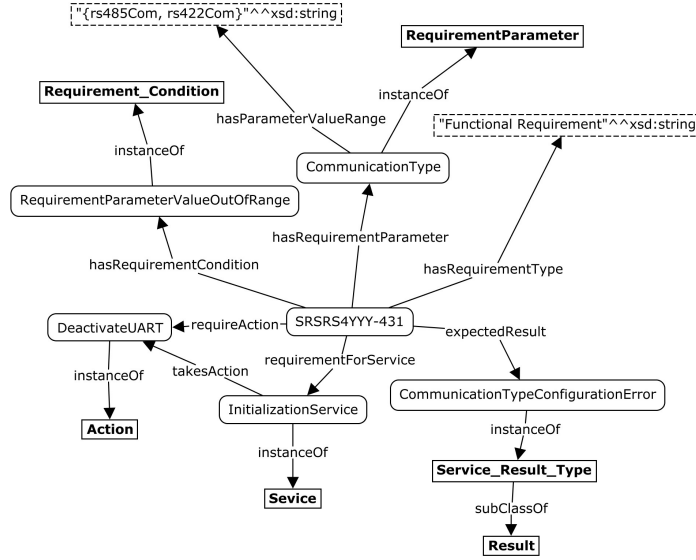 "{rs485Com, rs422Com}"^^xsd:string
RequirementParameter
Requirement_Condition
instanceOf
hasParameterValueRange
"Functional Requirement"^^xsd:string
instanceOf
CommunicationType
RequirementParameterValueOutOfRange
hasRequirementParameter
hasRequirementCondition
hasRequirementType
SRSRS4YYY-431
DeactivateUART
requireAction
expectedResult
requirementForService
takesAction
instanceOf
CommunicationTypeConfigurationError
InitializationService
Action
instanceOf
instanceOf
Service_Result_Type
Sevice
subClassOf
Result